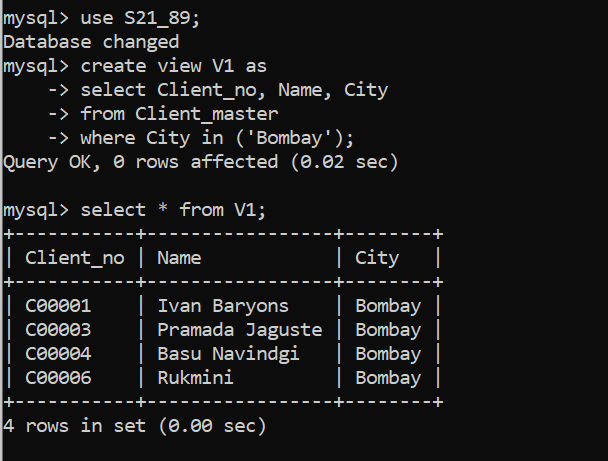 mysql> use S21_89;
Database changed
mysql> create view V1 as
    -> select Client_no, Name, City
    -> from Client_master
    -> where City in ('Bombay');
Query OK, 0 rows affected (0.02 sec)

mysql> select * from V1;
+-----------+-----------------+--------+
| Client_no | Name            | City   |
+-----------+-----------------+--------+
| C00001    | Ivan Baryons    | Bombay |
| C00003    | Pramada Jaguste | Bombay |
| C00004    | Basu Navindgi   | Bombay |
| C00006    | Rukmini         | Bombay |
+-----------+-----------------+--------+
4 rows in set (0.00 sec)